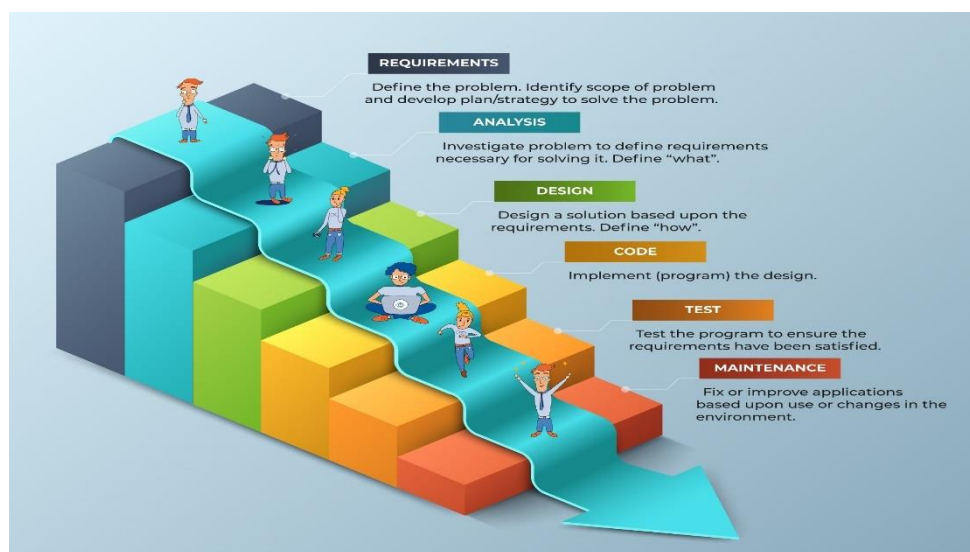 REQUIREMENTS
Define the problem. Identify scope of problem
and develop plan/strategy to solve the problem.
ANALYSIS
Investigate problem to define requirements
necessary for solving it. Define “what”.
DESIGN
Design a solution based upon the
requirements. Define “how”.
CODE
Implement (program) the design.
TEST
Test the program to ensure the
requirements have been satisfied.
MAINTENANCE
Fix or improve applications
based upon use or changes in the
environment.